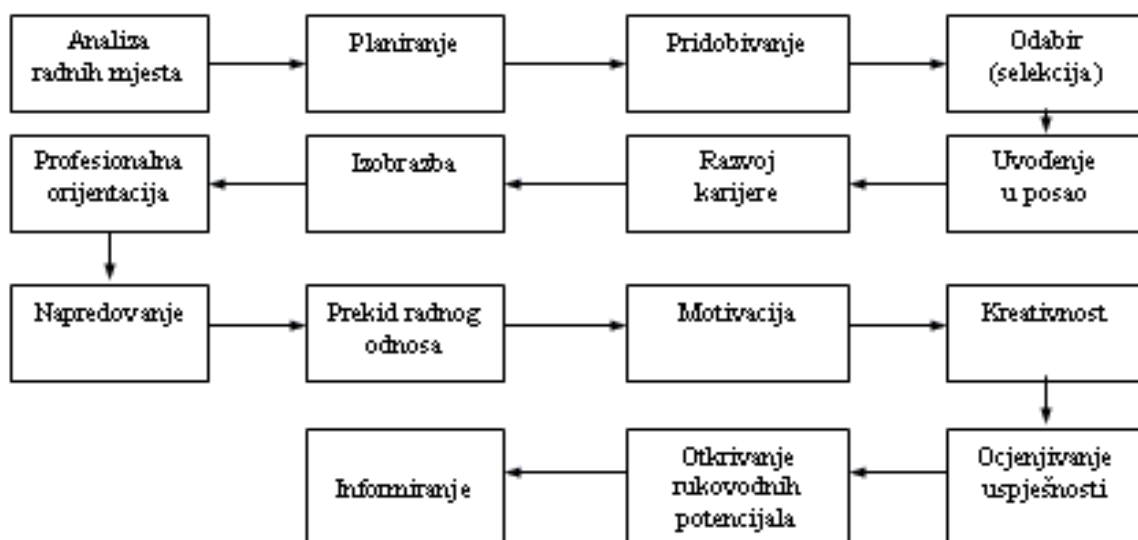 Analiza
radnih mjesta
Planiranje
Pridobivanje
Odabir
(selekcija)
Profesionalna
orijentacija
Izobrazba
Razvoj
karijere
Uvođenje
u posao
Napredovanje
Prekid radnog
odnosa
Motivacija
Kreativnost
Informiranje
Otkrivanje
rukovodnih
potencijala
Ocjenjivanje
uspješnosti